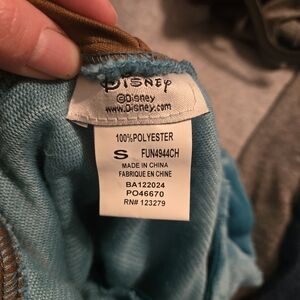 Disney
©Disney
www.Disney.com
100%POLYESTER
S FUN4944CH
MADE IN CHINA
FABRIQUE EN CHINE
BA122024
PO46670
RN# 123279